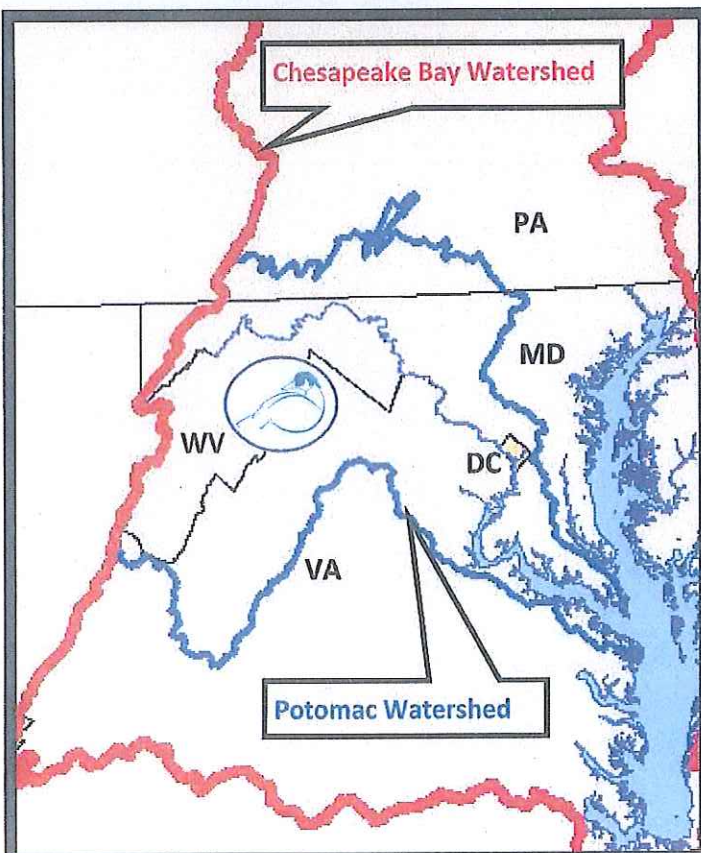 Chesapeake Bay Watershed
PA
MD
WV
DC
VA
Potomac Watershed